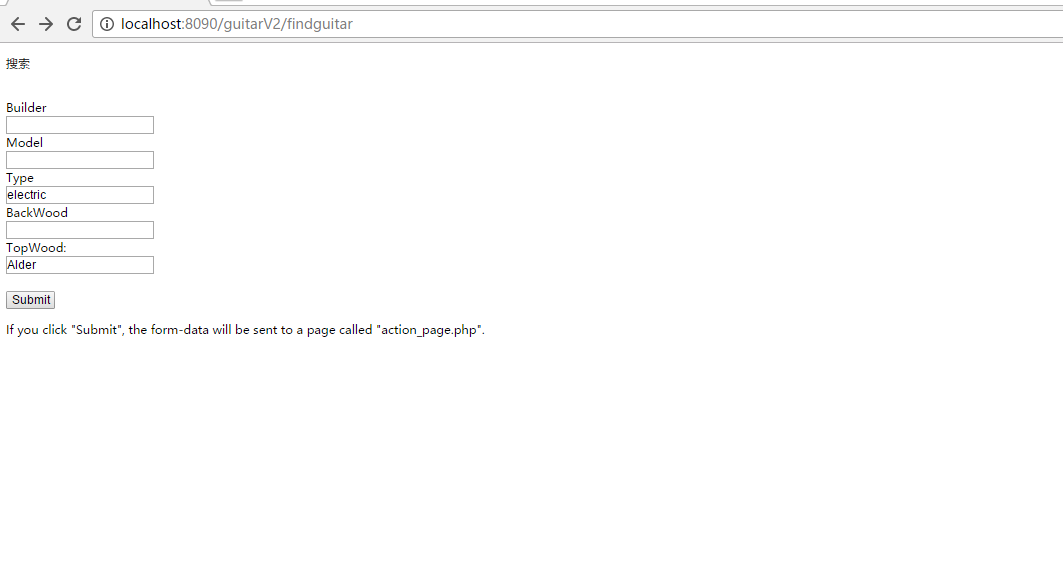 localhost:8090/guitarV2/findguitar
搜索
Builder
Model
Type
electric
BackWood
TopWood:
Alder
Submit
If you click "Submit", the form-data will be sent to a page called "action_page.php".